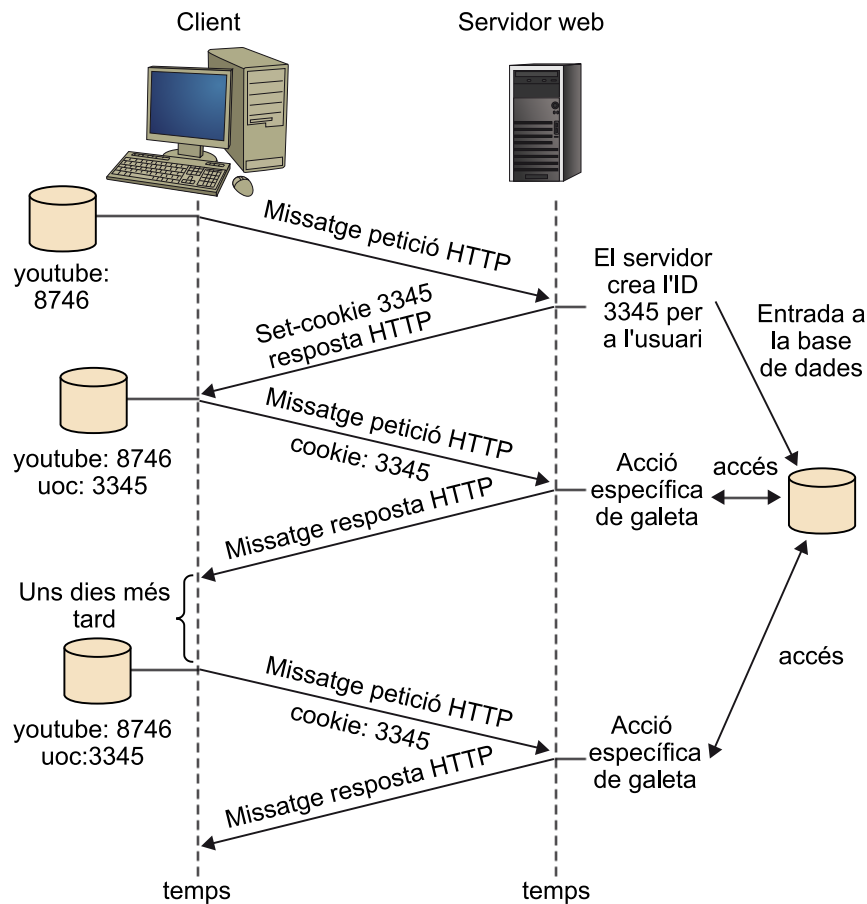 Client
Servidor web
youtube:
8746
Missatge petició HTTP
El servidor
crea l'ID
3345 per
a l'usuari
Entrada a
la base
de dades
Set-cookie 3345
resposta HTTP
youtube: 8746
uoc: 3345
Missatge petició HTTP
cookie: 3345
Acció
específica
de galeta
accés
Missatge resposta HTTP
Uns dies més
tard
youtube: 8746
uoc:3345
Missatge petició HTTP
cookie: 3345
Acció
específica
de galeta
accés
Missatge resposta HTTP
temps
temps